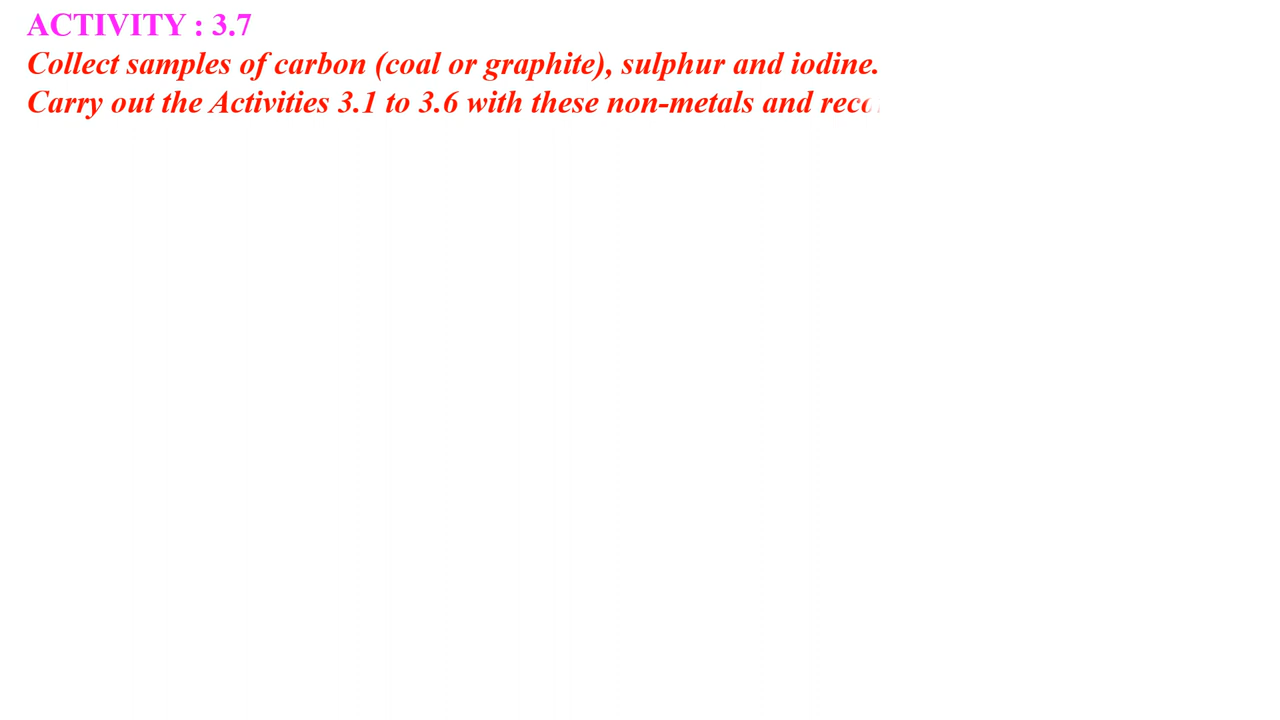 ACTIVITY : 3.7
Collect samples of carbon (coal or graphite), sulphur and iodine.
Carry out the Activities 3.1 to 3.6 with these non-metals and